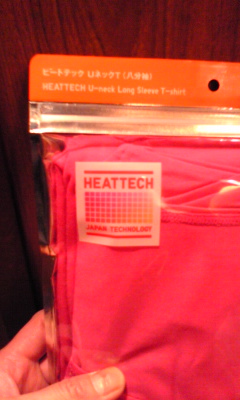 ヒートテック UネックT(八分袖)
HEATTECH U-neck Long Sleeve T-shirt
HEATTECH
JAPAN TECHNOLOGY